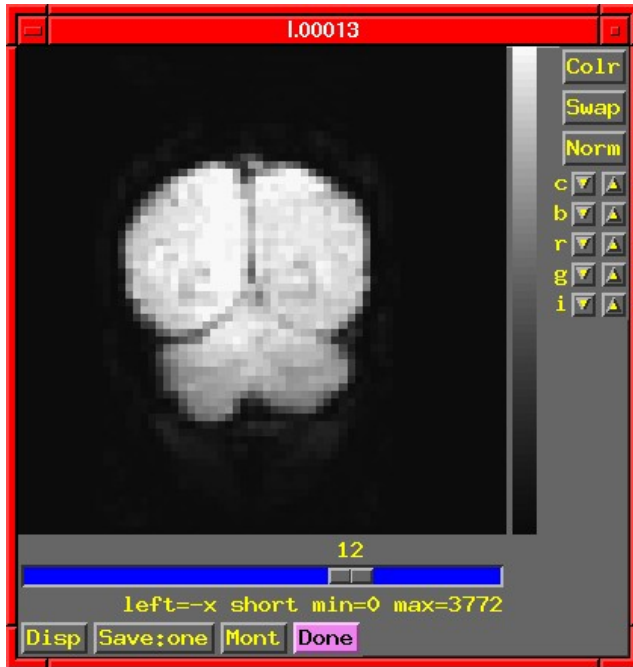 I.00013
Colr
Swap
Norm
c
b
r
g
i
12
left=-x short min=0 max=3772
Disp Save:one Mont Done